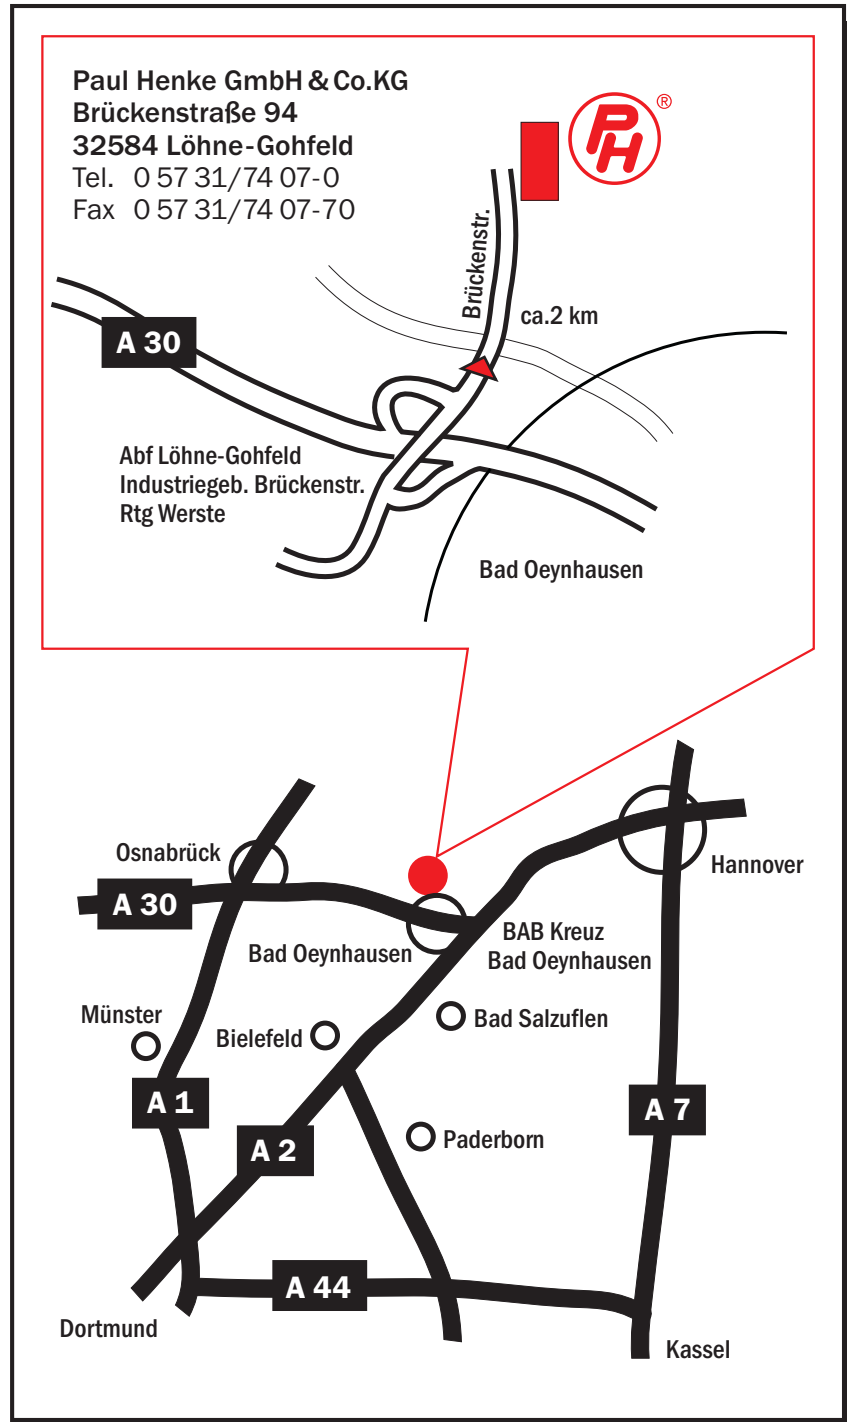 Paul Henke GmbH & Co.KG
Brückenstraße 94
32584 Löhne-Gohfeld
Tel. 0 57 31/74 07-0
Fax 0 57 31/74 07-70
PH ®
Brückenstr.
ca.2 km
A 30
Abf Löhne-Gohfeld
Industriegeb. Brückenstr.
Rtg Werste
Bad Oeynhausen
Osnabrück
Hannover
A 30
BAB Kreuz
Bad Oeynhausen
Bad Oeynhausen
Münster
Bielefeld
Bad Salzuflen
A 1
A 7
A 2
Paderborn
A 44
Dortmund
Kassel